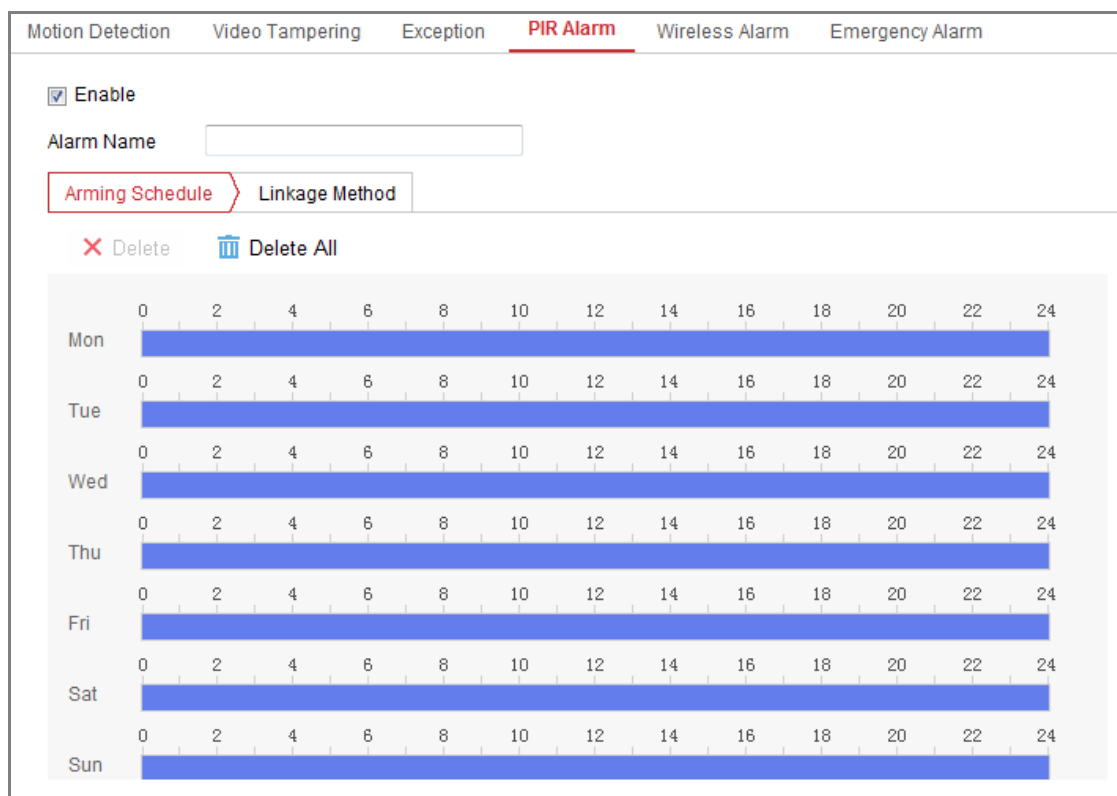 Motion Detection Video Tampering Exception PIR Alarm Wireless Alarm Emergency Alarm
Enable
Alarm Name
Arming Schedule Linkage Method
Delete Delete All
0 2 4 6 8 10 12 14 16 18 20 22 24
Mon
0 2 4 6 8 10 12 14 16 18 20 22 24
Tue
0 2 4 6 8 10 12 14 16 18 20 22 24
Wed
0 2 4 6 8 10 12 14 16 18 20 22 24
Thu
0 2 4 6 8 10 12 14 16 18 20 22 24
Fri
0 2 4 6 8 10 12 14 16 18 20 22 24
Sat
0 2 4 6 8 10 12 14 16 18 20 22 24
Sun